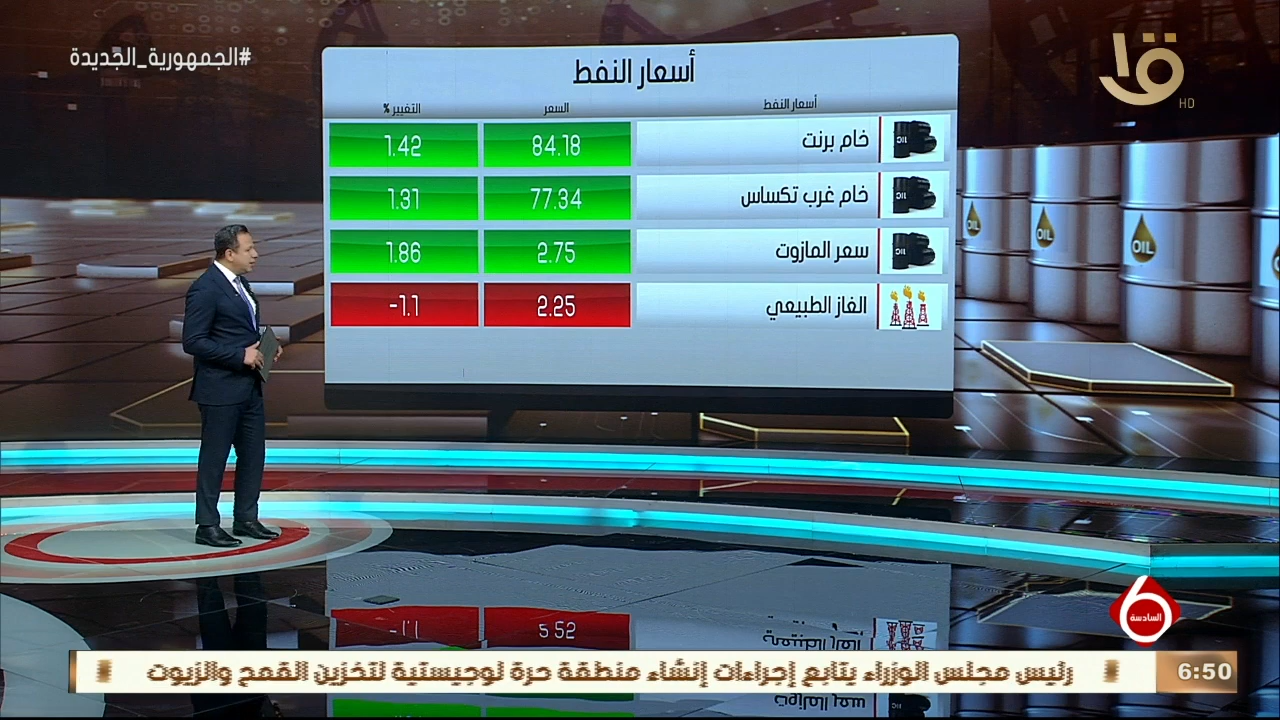 #الجمهورية_الجديدة
HD
أسعار النفط
أسعار النفط السعر التغيير %
خام برنت 84.18 1.42
خام غرب تكساس 77.34 1.31
سعر المازوت 2.75 1.86
الغاز الطبيعي 2.25 -1.1
OIL
OIL
OIL
السادسة
رئيس مجلس الوزراء يتابع إجراءات إنشاء منطقة حرة لوجيستية لتخزين القمح والزيوت
6:50